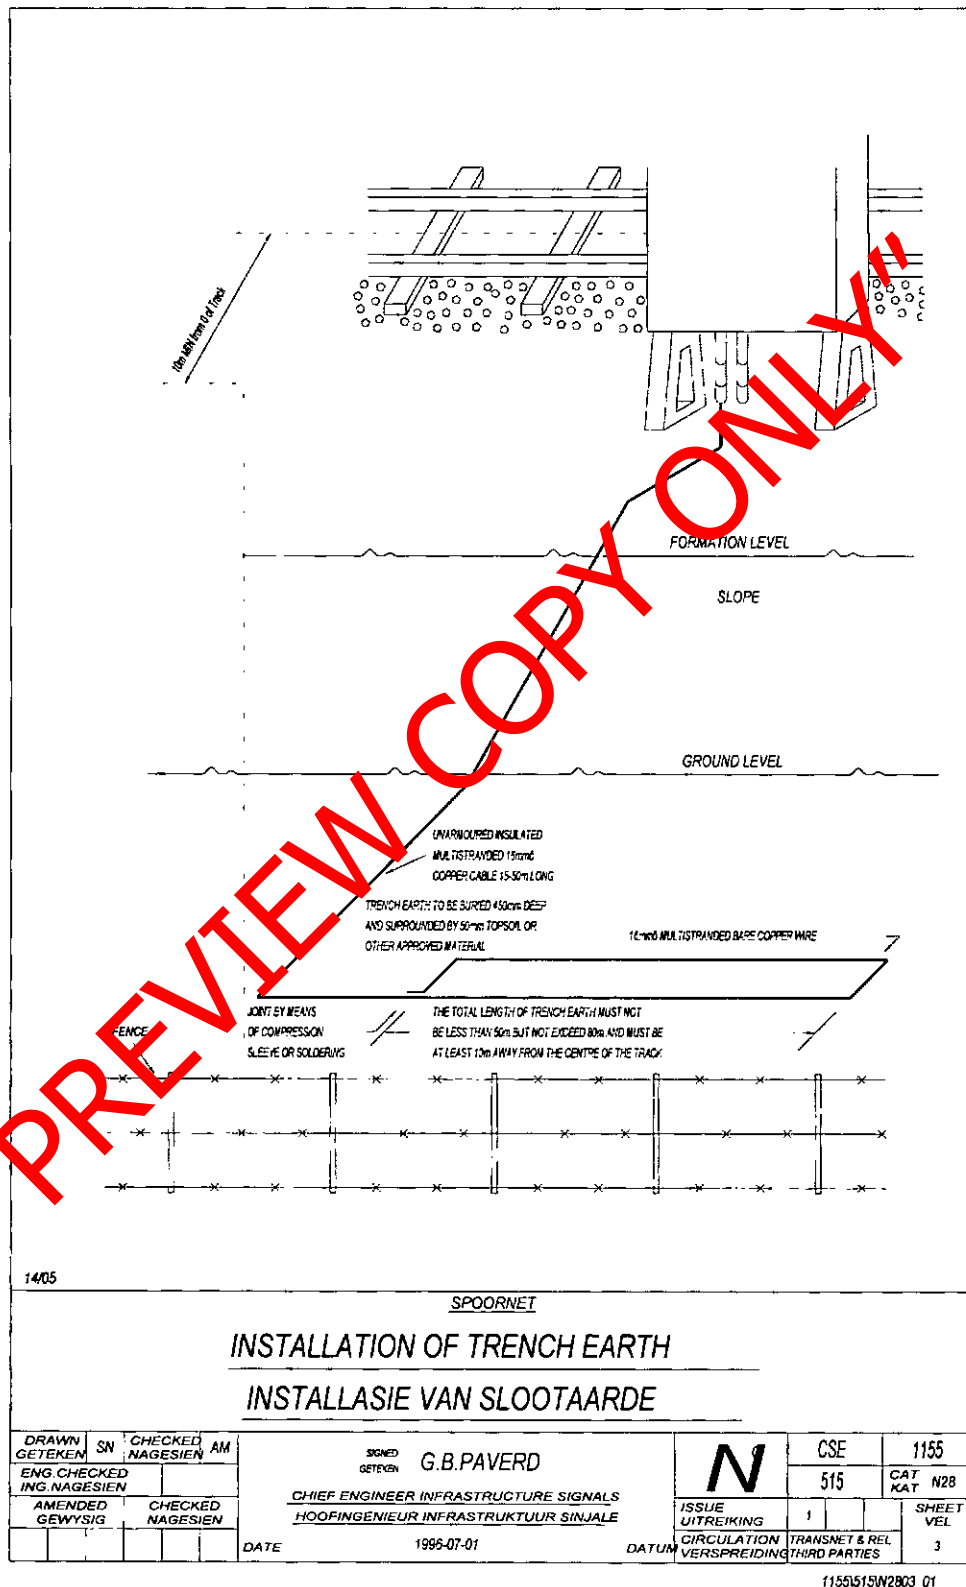 10m MIN from 0 of Track
FORMATION LEVEL
SLOPE
GROUND LEVEL
UNARMOURED INSULATED
MULTISTRANDED 16mm6
COPPER CABLE 15-50m LONG
TRENCH EARTH TO BE BURIED 450mm DEEP
AND SURROUNDED BY 50mm TOPSOIL OR
OTHER APPROVED MATERIAL
16mm6 MULTISTRANDED BARE COPPER WIRE
JOINT BY MEANS
OF COMPRESSION
SLEEVE OR SOLDERING
THE TOTAL LENGTH OF TRENCH EARTH MUST NOT
BE LESS THAN 50m BUT NOT EXCEED 80m AND MUST BE
AT LEAST 10m AWAY FROM THE CENTRE OF THE TRACK
FENCE
PREVIEW COPY ONLY"
14/05
SPOORNET
INSTALLATION OF TRENCH EARTH
INSTALLASIE VAN SLOOTAARDE
DRAWN GETEKEN SN CHECKED NAGESIEN AM
ENG.CHECKED
ING.NAGESIEN
AMENDED GEWYSIG CHECKED NAGESIEN
SIGNED GETEKEN G.B.PAVERD
CHIEF ENGINEER INFRASTRUCTURE SIGNALS
HOOFINGENIEUR INFRASTRUKTUUR SINJALE
DATE 1996-07-01 DATUM
N
CSE 1155
515 CAT KAT N28
ISSUE UITREIKING 1 SHEET VEL 3
CIRCULATION VERSPREIDING TRANSNET & REL THIRD PARTIES
1155\515\N2803_01